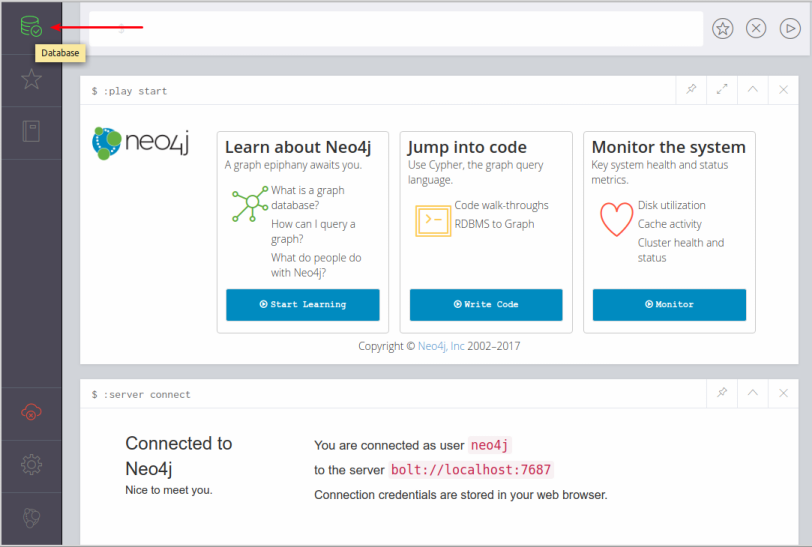 $
Database
$ :play start
neo4j
Learn about Neo4j
A graph epiphany awaits you.
What is a graph
database?
How can I query a
graph?
What do people do
with Neo4j?
Start Learning
Jump into code
Use Cypher, the graph query
language.
Code walk-throughs
RDBMS to Graph
Write Code
Monitor the system
Key system health and status
metrics.
Disk utilization
Cache activity
Cluster health and
status
Monitor
Copyright © Neo4j, Inc 2002–2017
$ :server connect
Connected to
Neo4j
Nice to meet you.
You are connected as user neo4j
to the server bolt://localhost:7687
Connection credentials are stored in your web browser.